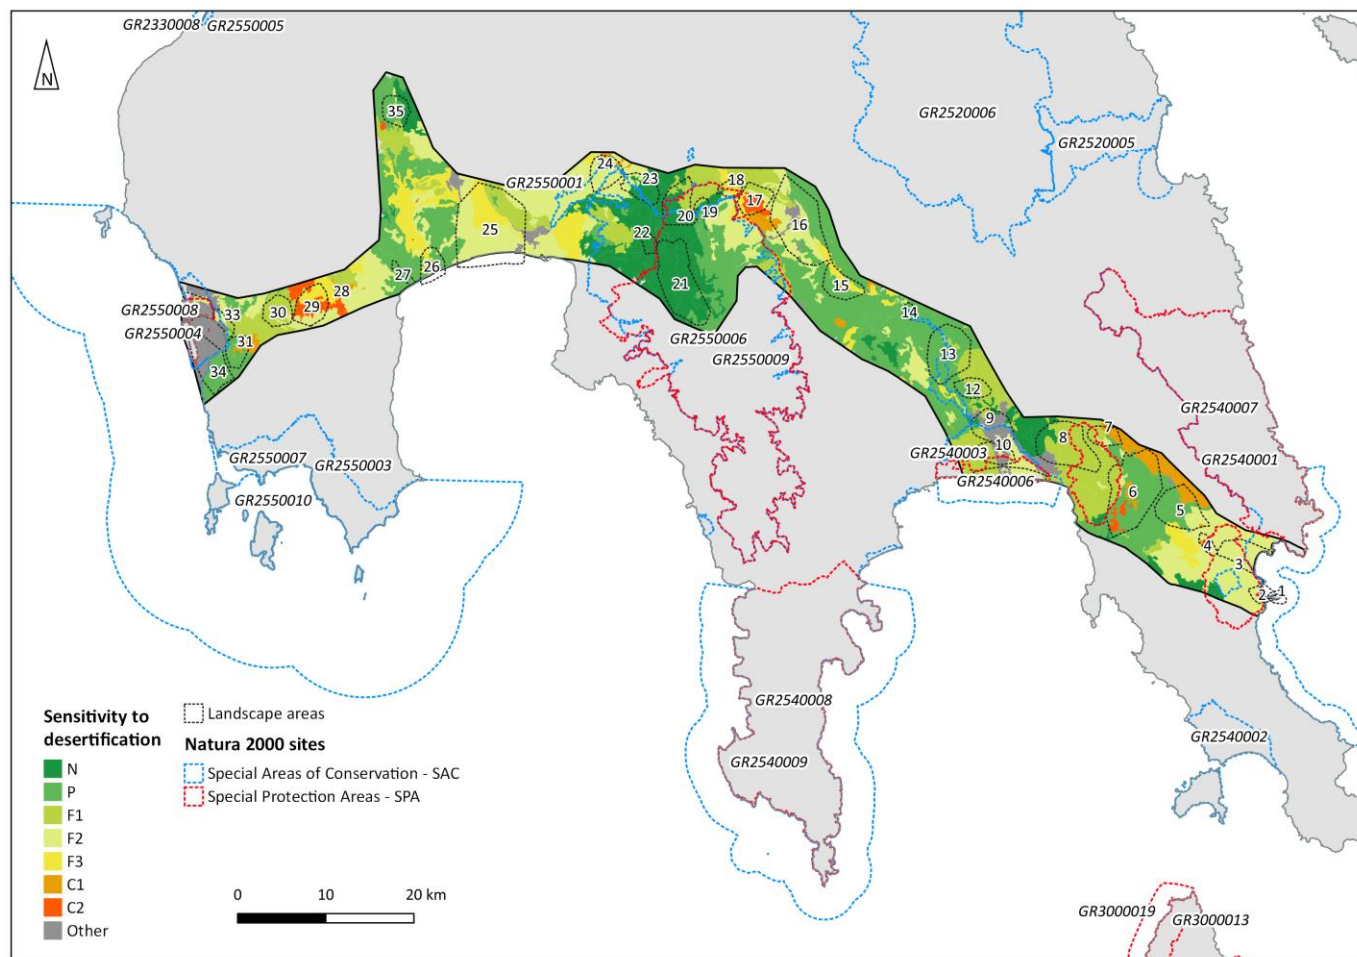 GR2330008
GR2550005
N
35
GR2520006
GR2520005
24
GR2550001
23
18
17
20
19
16
25
22
26
27
21
15
28
29
30
33
GR2550008
GR2550004
31
34
14
GR2550006
GR2550009
13
12
9
10
8
7
GR2540007
GR2540003
GR2540001
GR2550007
GR2550003
GR2540006
6
5
GR2550010
4
3
2
1
GR2540008
GR2540009
GR2540002
GR3000019
GR3000013
Sensitivity to
desertification
N
P
F1
F2
F3
C1
C2
Other
Landscape areas
Natura 2000 sites
Special Areas of Conservation - SAC
Special Protection Areas - SPA
0 10 20 km